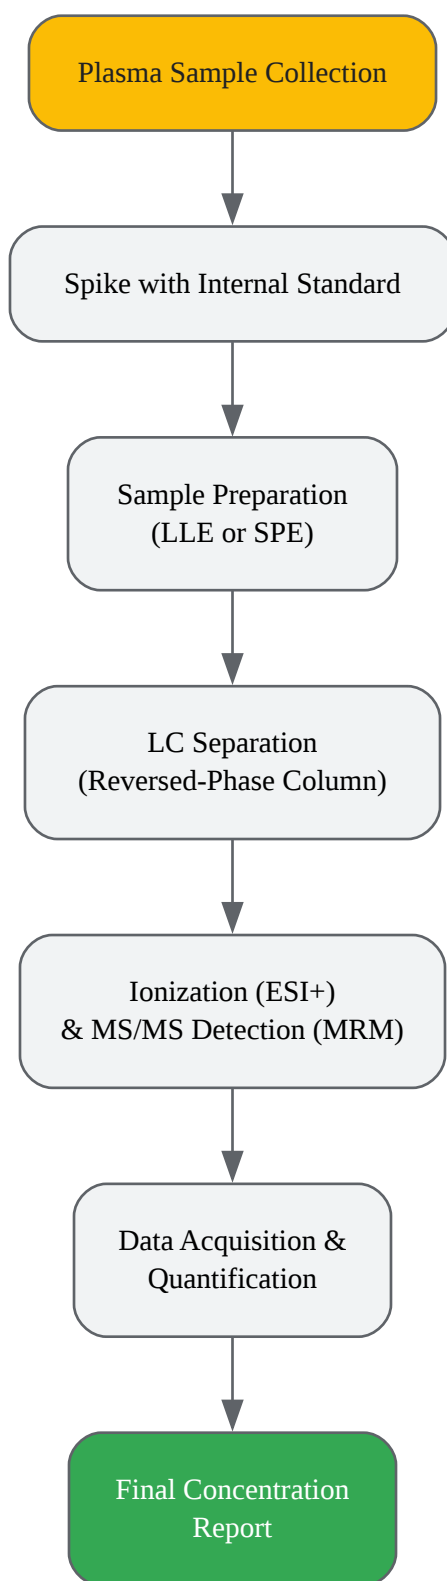 Plasma Sample Collection
Spike with Internal Standard
Sample Preparation
(LLE or SPE)
LC Separation
(Reversed-Phase Column)
Ionization (ESI+)
& MS/MS Detection (MRM)
Data Acquisition &
Quantification
Final Concentration
Report